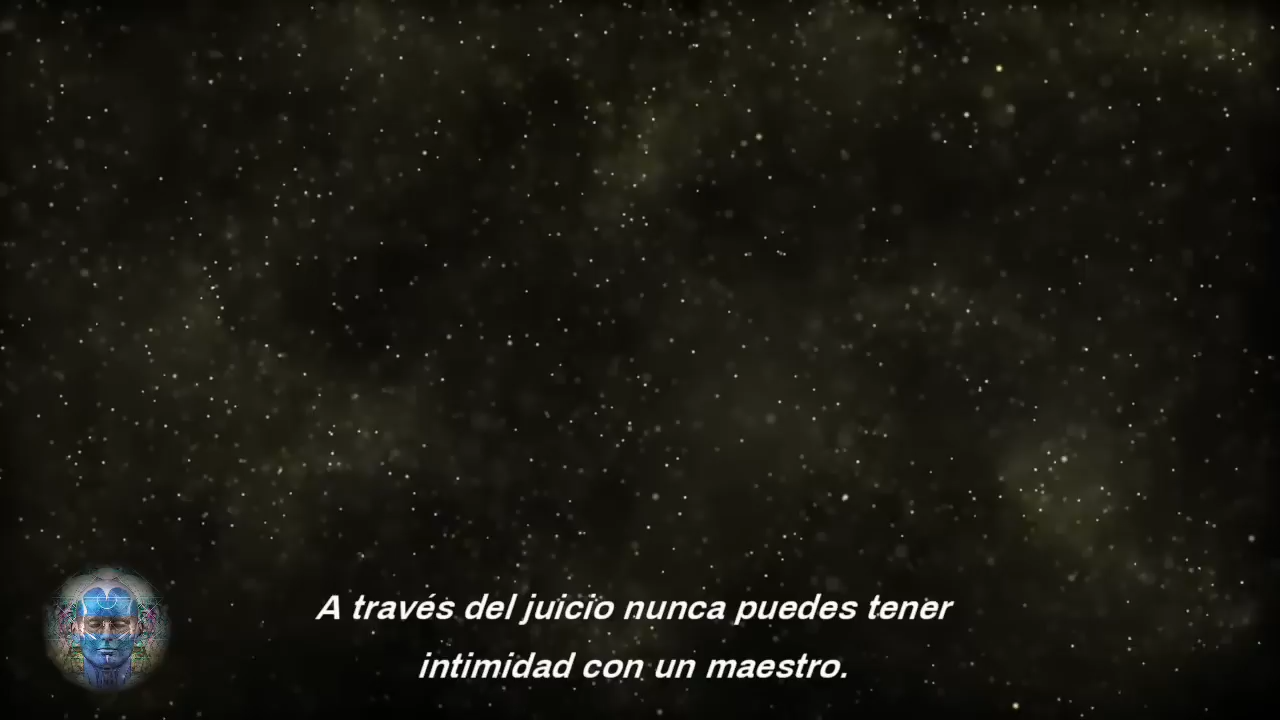 A través del juicio nunca puedes tener
intimidad con un maestro.